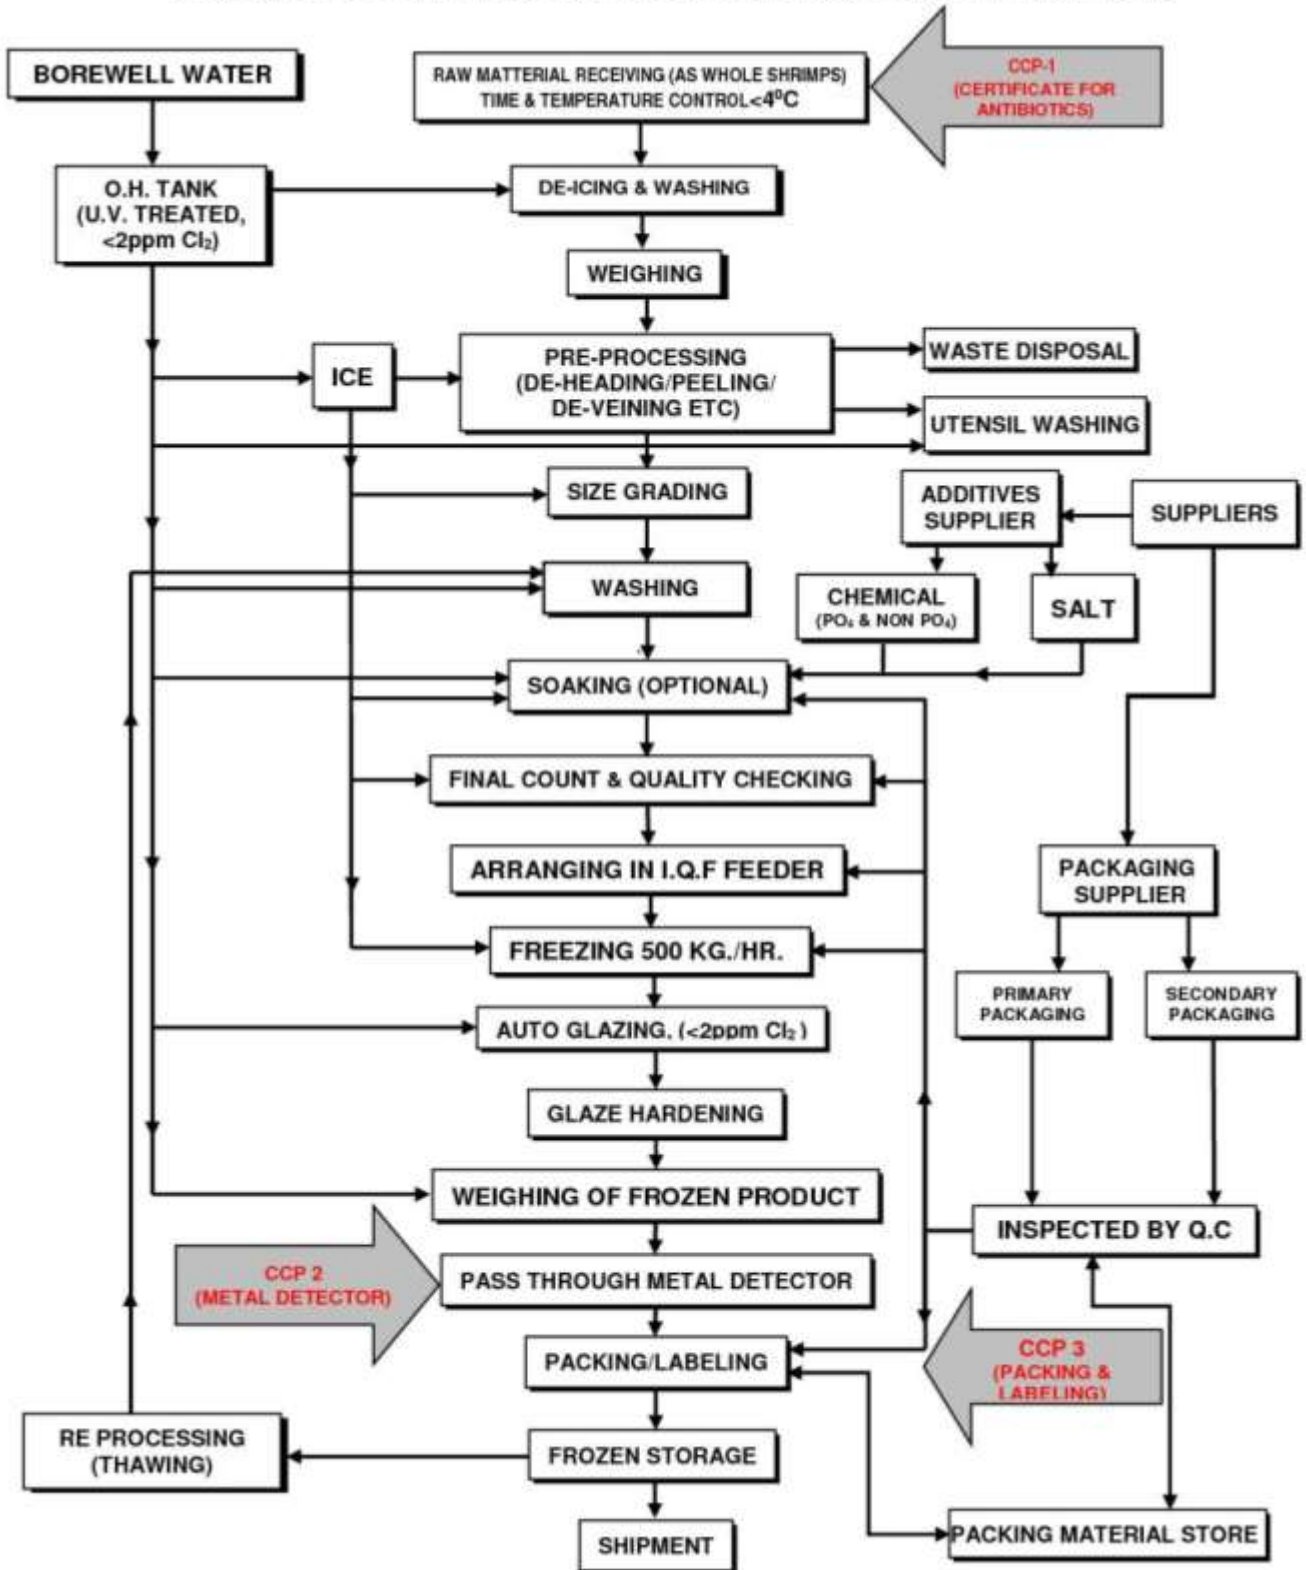 BOREWELL WATER
RAW MATTERIAL RECEIVING (AS WHOLE SHRIMPS)
TIME & TEMPERATURE CONTROL<4⁰C
CCP-1
(CERTIFICATE FOR
ANTIBIOTICS)
O.H. TANK
(U.V. TREATED,
<2ppm Cl₂)
DE-ICING & WASHING
WEIGHING
ICE
PRE-PROCESSING
(DE-HEADING/PEELING/
DE-VEINING ETC)
WASTE DISPOSAL
UTENSIL WASHING
SIZE GRADING
ADDITIVES
SUPPLIER
SUPPLIERS
WASHING
CHEMICAL
(PO₄ & NON PO₄)
SALT
SOAKING (OPTIONAL)
FINAL COUNT & QUALITY CHECKING
ARRANGING IN I.Q.F FEEDER
PACKAGING
SUPPLIER
FREEZING 500 KG./HR.
PRIMARY
PACKAGING
SECONDARY
PACKAGING
AUTO GLAZING, (<2ppm Cl₂ )
GLAZE HARDENING
WEIGHING OF FROZEN PRODUCT
INSPECTED BY Q.C
CCP 2
(METAL DETECTOR)
PASS THROUGH METAL DETECTOR
PACKING/LABELING
CCP 3
(PACKING &
LABELING)
RE PROCESSING
(THAWING)
FROZEN STORAGE
SHIPMENT
PACKING MATERIAL STORE